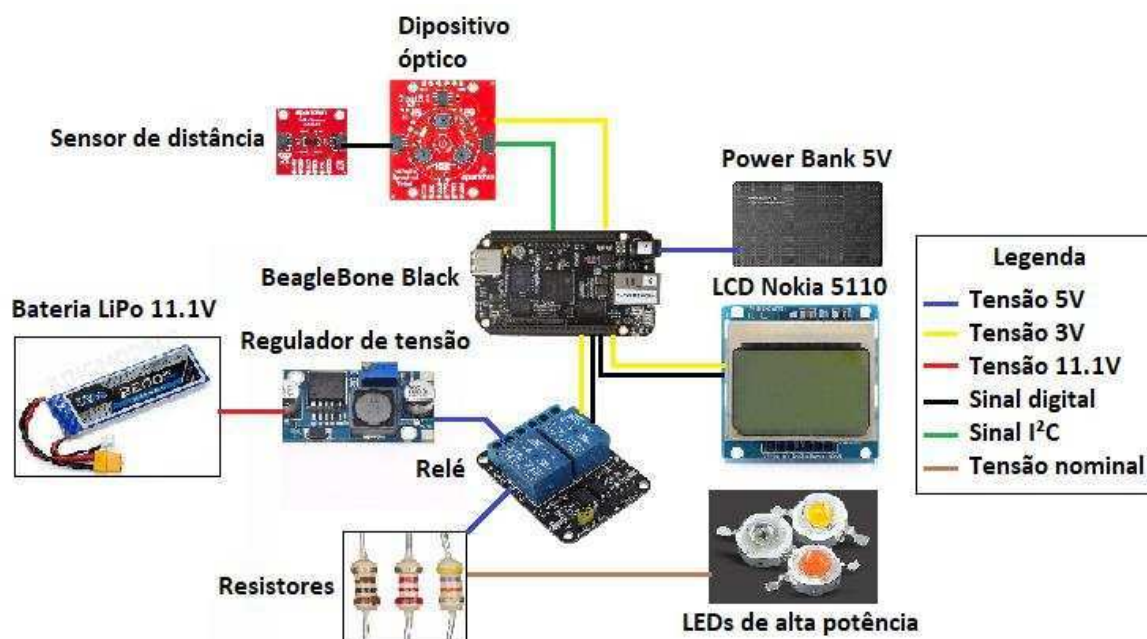 Dipositivo
óptico
Sensor de distância
Power Bank 5V
BeagleBone Black
LCD Nokia 5110
Bateria LiPo 11.1V
Regulador de tensão
Relé
Resistores
LEDs de alta potência
Legenda
Tensão 5V
Tensão 3V
Tensão 11.1V
Sinal digital
Sinal I²C
Tensão nominal